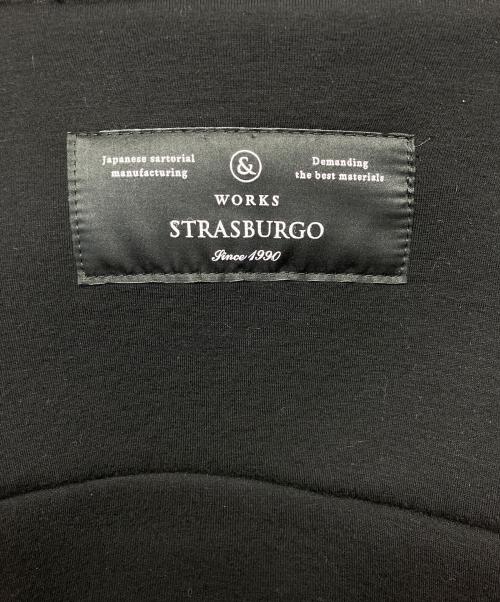 Japanese sartorial
manufacturing
&
Demanding
the best materials
WORKS
STRASBURGO
Since 1990